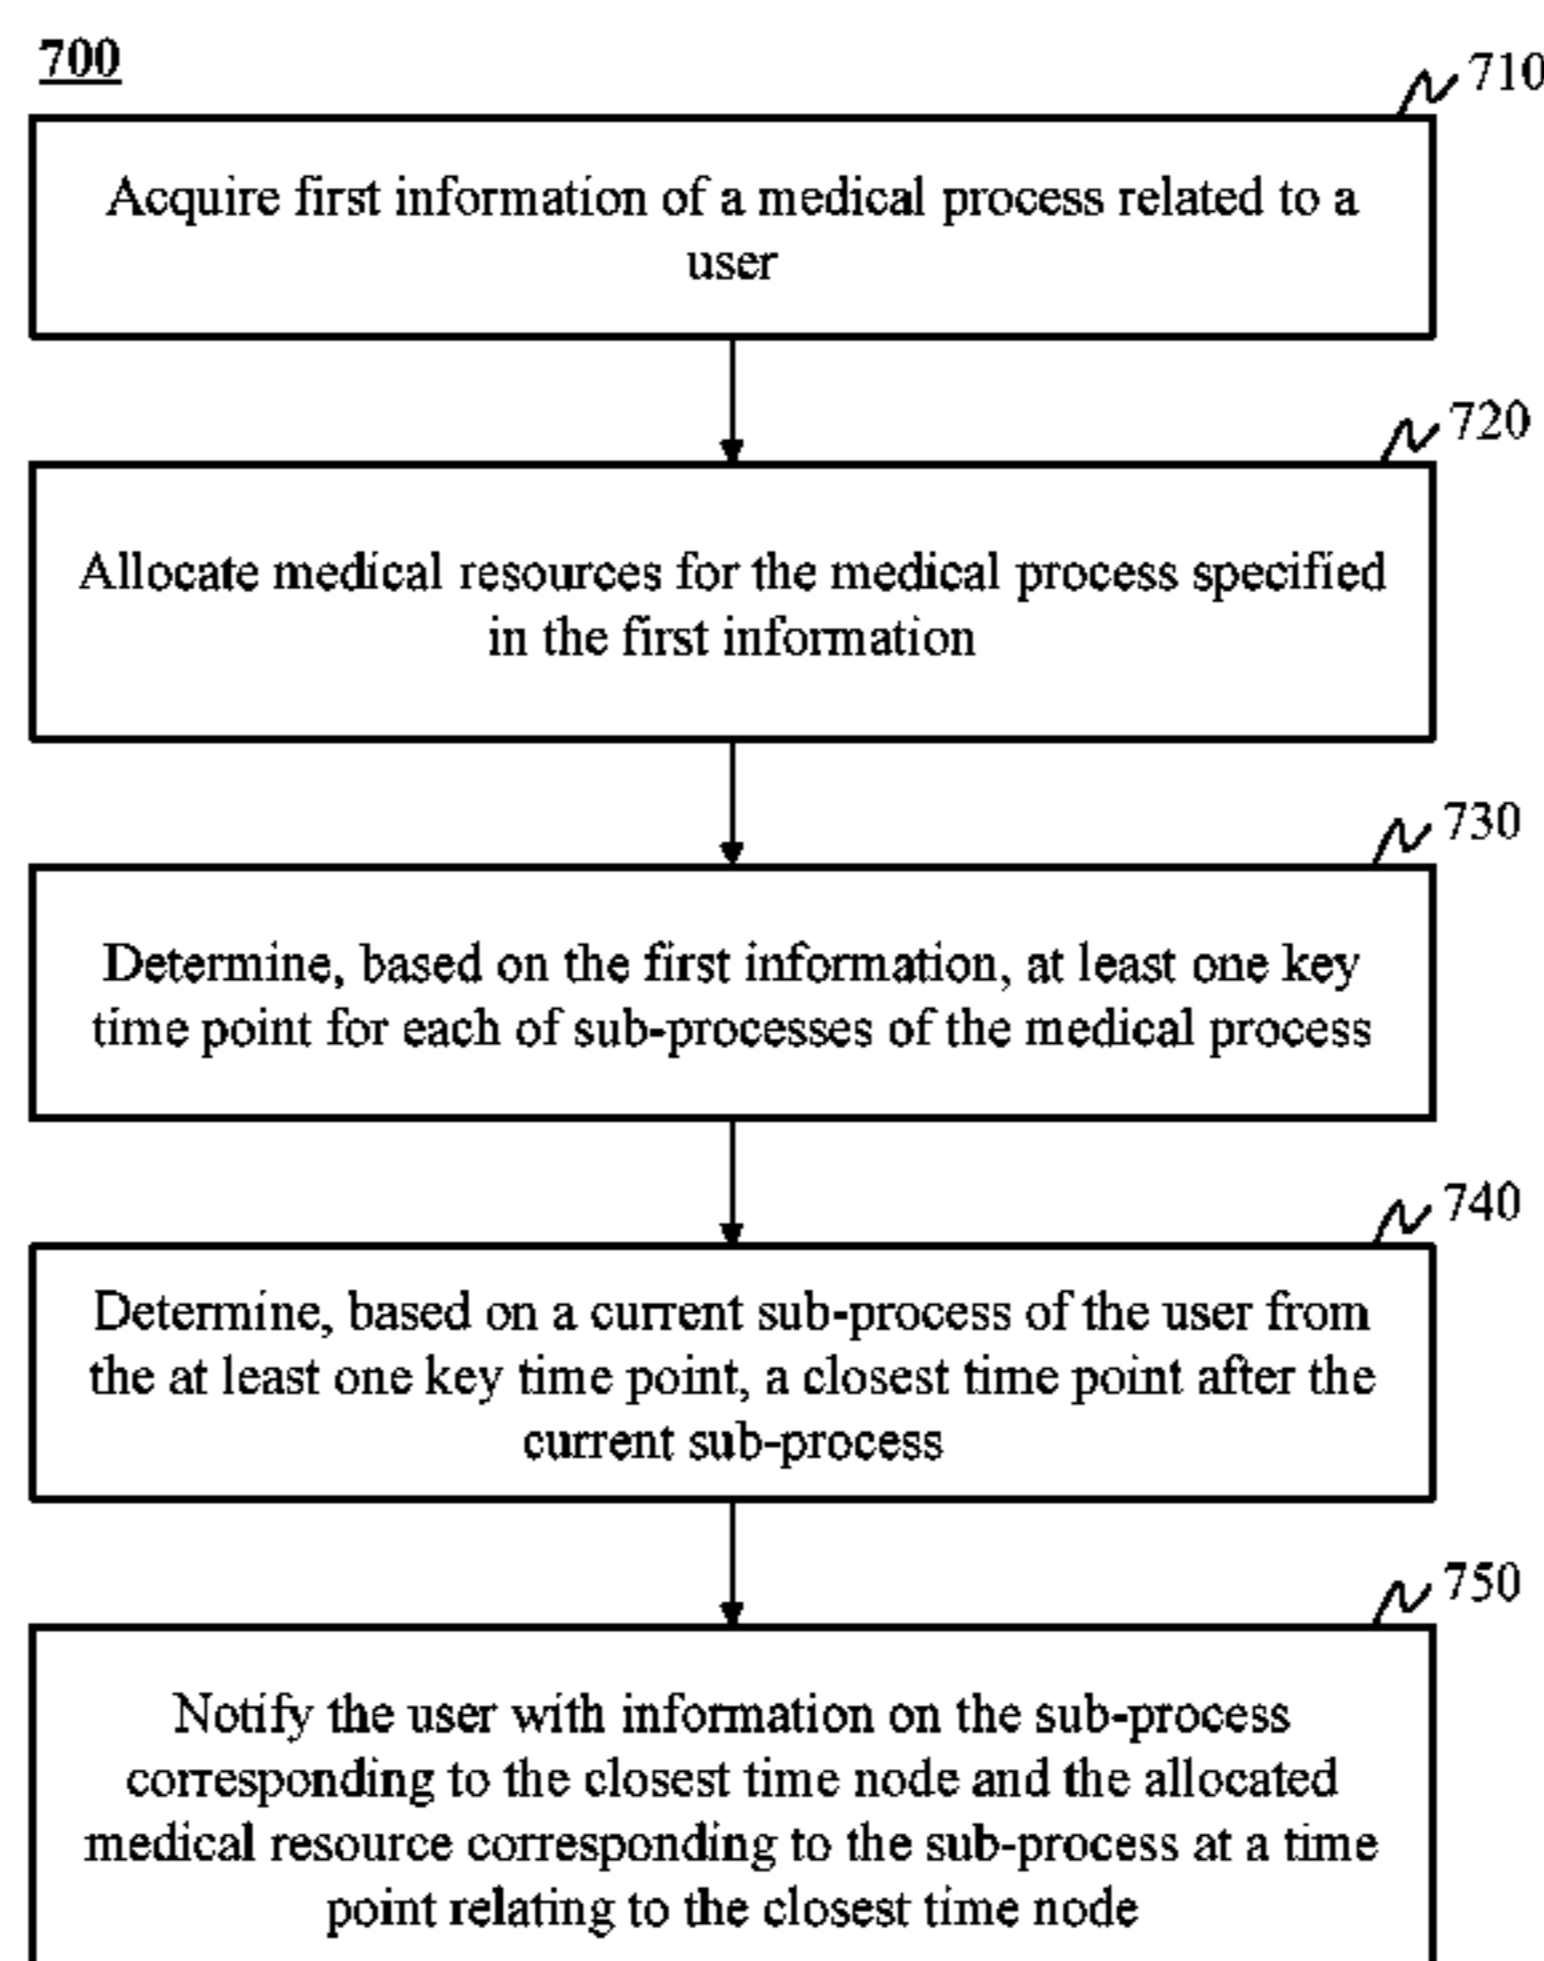 700
710
Acquire first information of a medical process related to a
user
720
Allocate medical resources for the medical process specified
in the first information
730
Determine, based on the first information, at least one key
time point for each of sub-processes of the medical process
740
Determine, based on a current sub-process of the user from
the at least one key time point, a closest time point after the
current sub-process
750
Notify the user with information on the sub-process
corresponding to the closest time node and the allocated
medical resource corresponding to the sub-process at a time
point relating to the closest time node